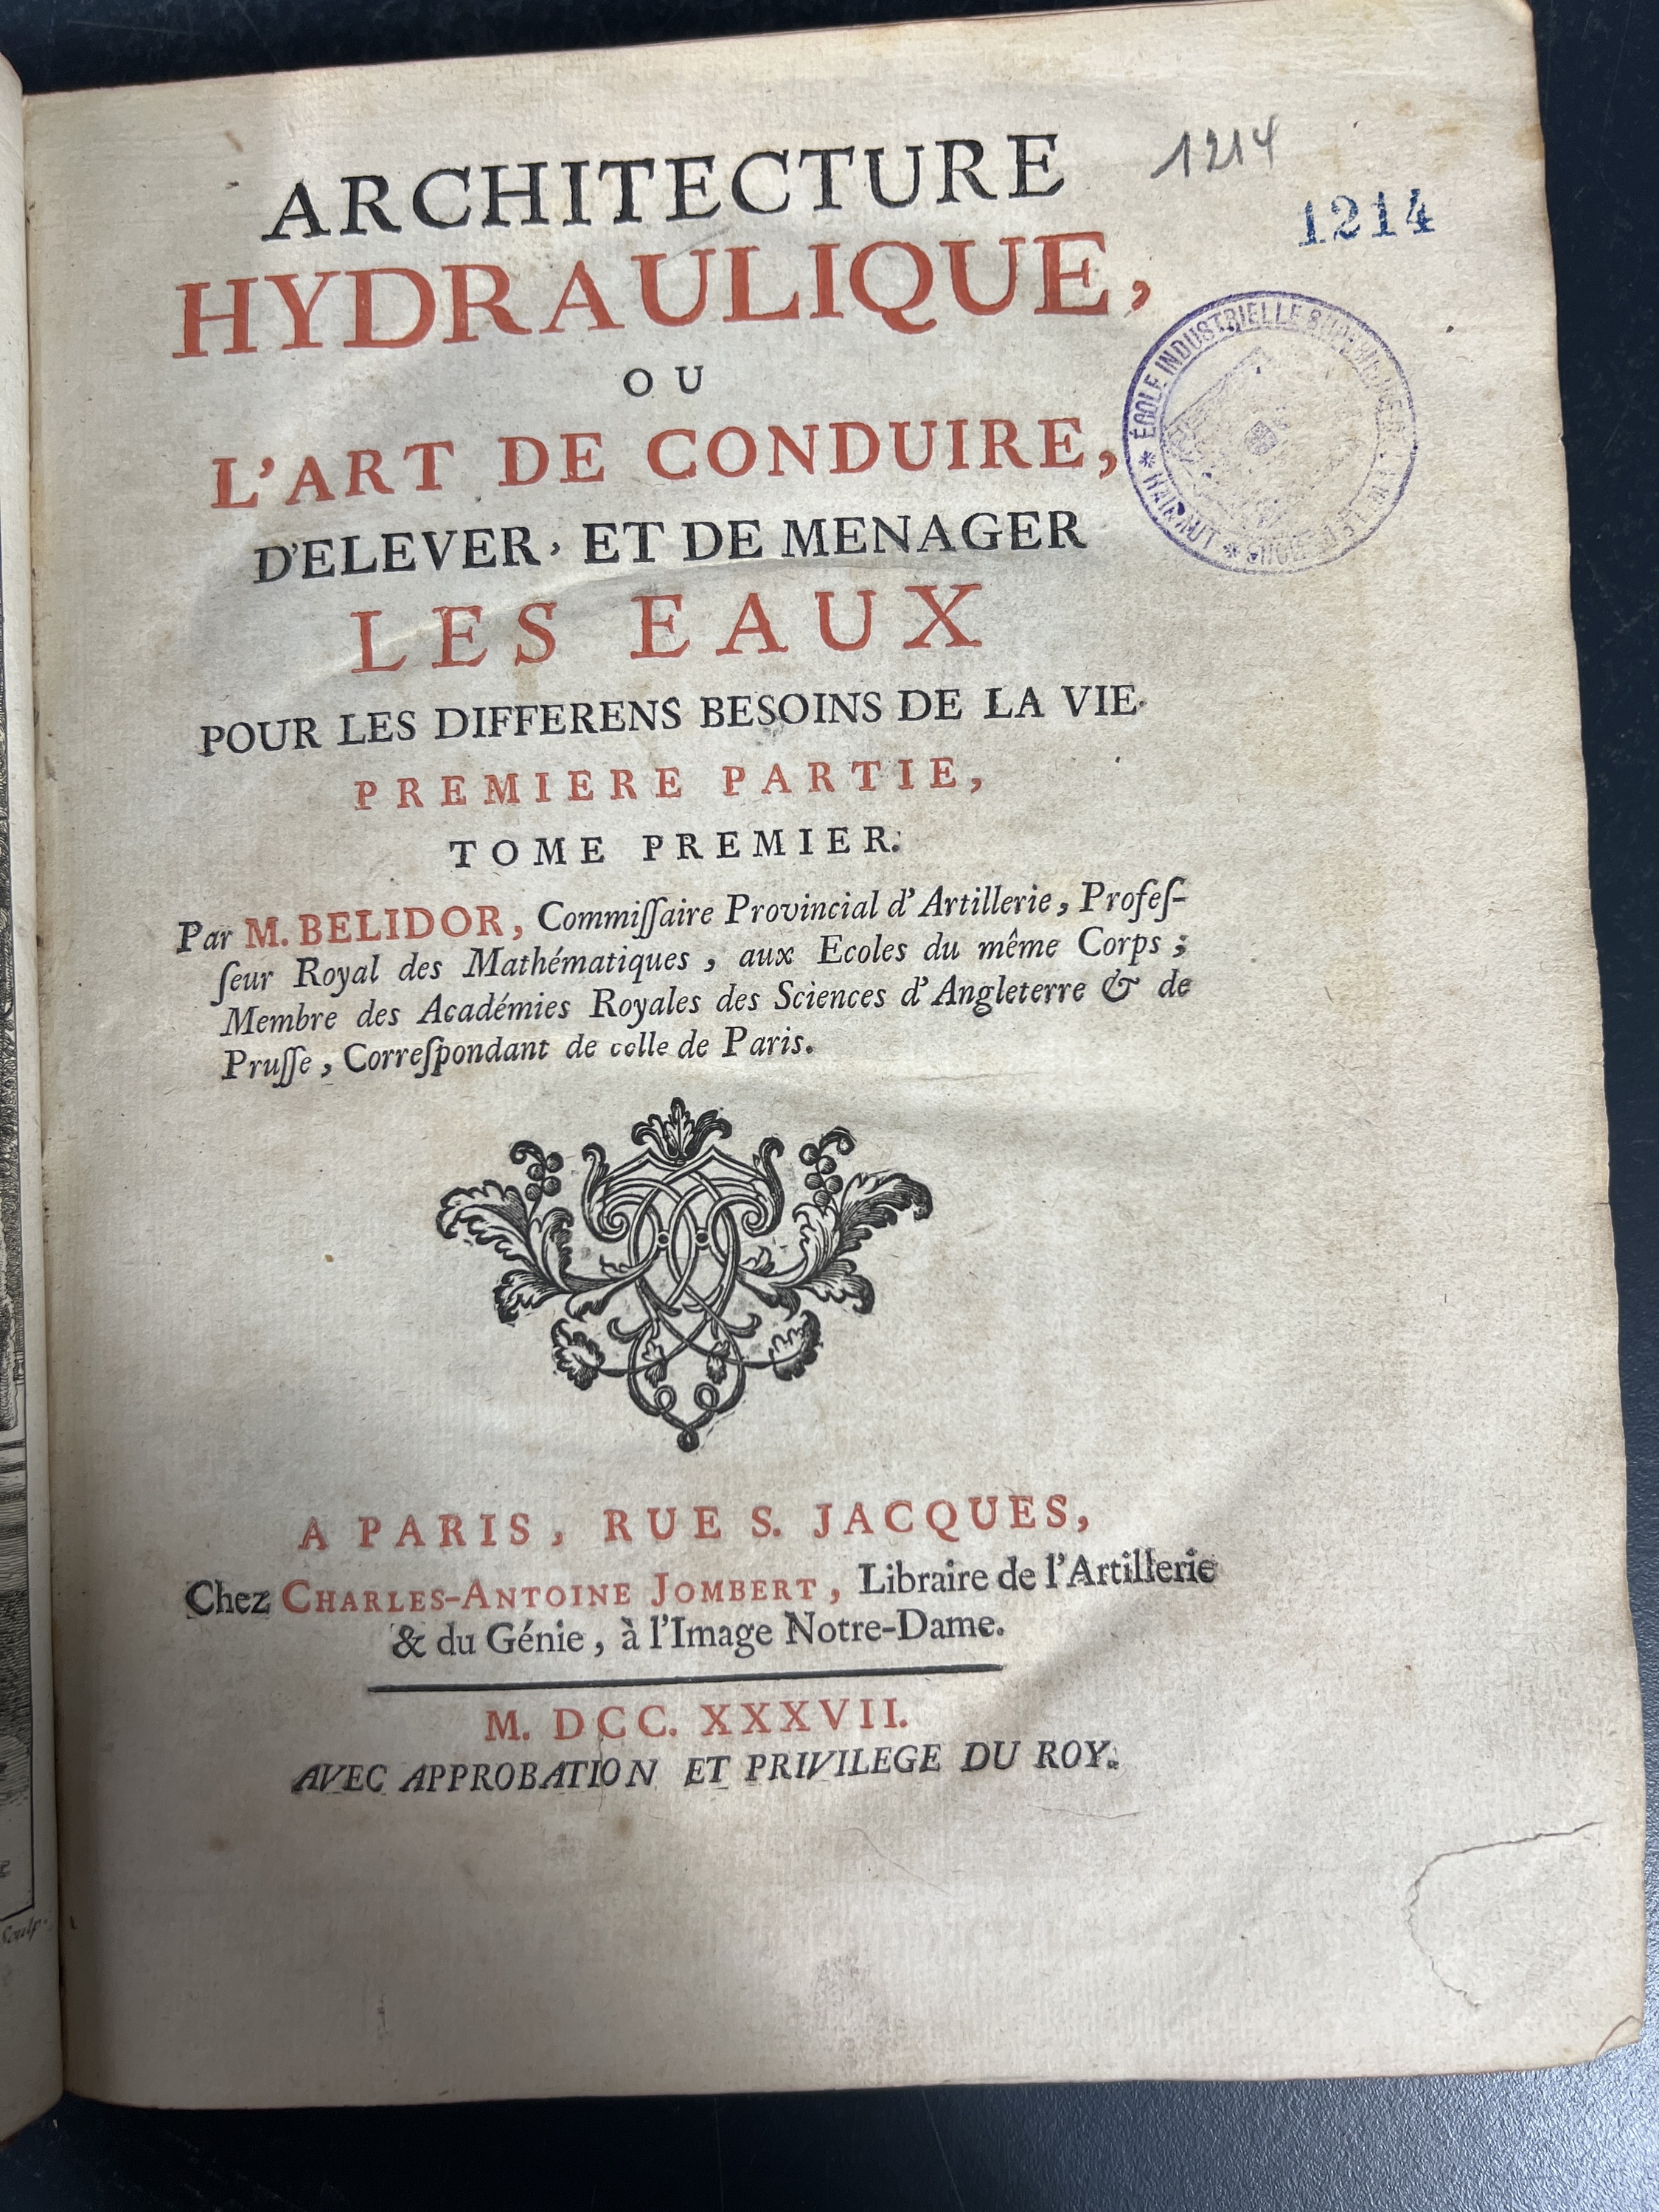 ARCHITECTURE
1214
1214
HYDRAULIQUE,
OU
L'ART DE CONDUIRE,
D'ELEVER, ET DE MENAGER
LES EAUX
POUR LES DIFFERENS BESOINS DE LA VIE.
PREMIERE PARTIE,
TOME PREMIER.
Par M. BELIDOR, Commiſſaire Provincial d'Artillerie, Profeſ-
ſeur Royal des Mathématiques, aux Ecoles du même Corps;
Membre des Académies Royales des Sciences d'Angleterre & de
Pruſſe, Correſpondant de celle de Paris.
ÉCOLE INDUSTRIELLE
HAINAUT
A PARIS, RUE S. JACQUES,
Chez CHARLES-ANTOINE JOMBERT, Libraire de l'Artillerie
& du Génie, à l'Image Notre-Dame.
M. DCC. XXXVII.
AVEC APPROBATION ET PRIVILEGE DU ROY.
Sculp.